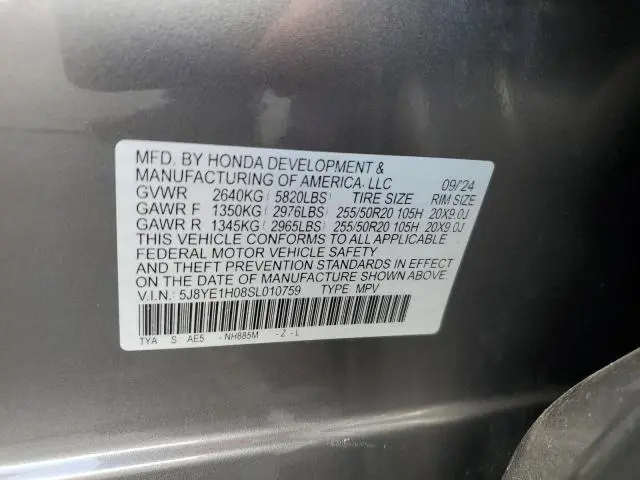 MFD. BY HONDA DEVELOPMENT &
MANUFACTURING OF AMERICA, LLC 09/'24
GVWR 2640KG 5820LBS TIRE SIZE RIM SIZE
GAWR F 1350KG 2976LBS 255/50R20 105H 20X9.0J
GAWR R 1345KG 2965LBS 255/50R20 105H 20X9.0J
THIS VEHICLE CONFORMS TO ALL APPLICABLE
FEDERAL MOTOR VEHICLE SAFETY
AND THEFT PREVENTION STANDARDS IN EFFECT
ON THE DATE OF MANUFACTURE SHOWN ABOVE.
V.I.N.: 5J8YE1H08SL010759 TYPE: MPV
TYA S AE5 -NH885M -Z -L